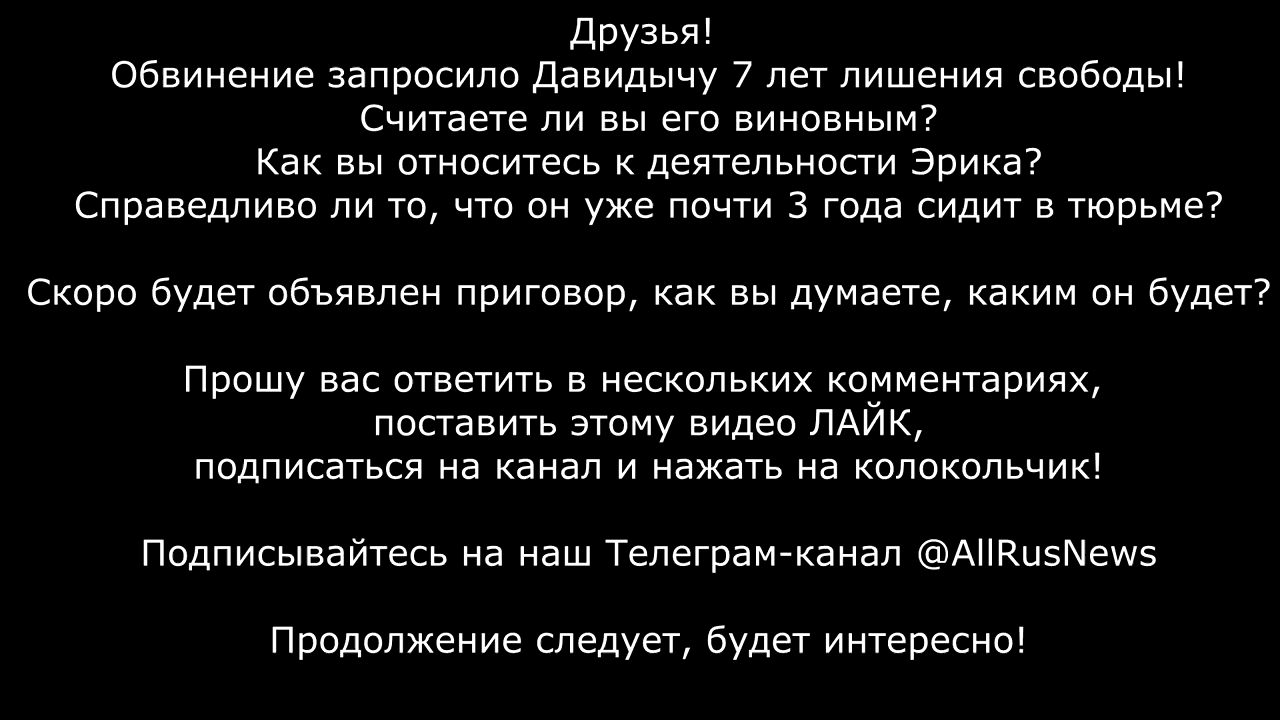 Друзья!
Обвинение запросило Давидычу 7 лет лишения свободы!
Считаете ли вы его виновным?
Как вы относитесь к деятельности Эрика?
Справедливо ли то, что он уже почти 3 года сидит в тюрьме?
Скоро будет объявлен приговор, как вы думаете, каким он будет?
Прошу вас ответить в нескольких комментариях,
поставить этому видео ЛАЙК,
подписаться на канал и нажать на колокольчик!
Подписывайтесь на наш Телеграм-канал @AllRusNews
Продолжение следует, будет интересно!